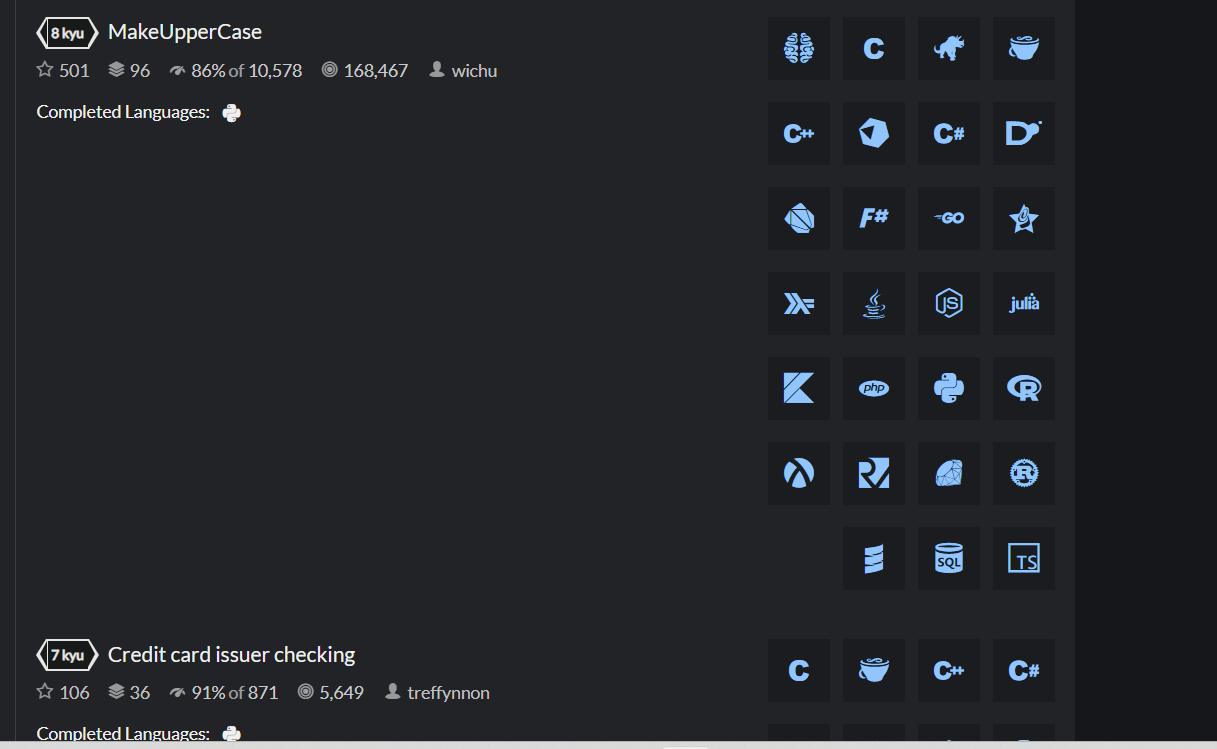 8 kyu MakeUpperCase
501 96 86% of 10,578 168,467 wichu
Completed Languages:
C
C++ C# D
F# GO
JS julia
php R
R
SQL TS
7 kyu Credit card issuer checking
106 36 91% of 871 5,649 treffynnon
Completed Languages:
C C++ C#